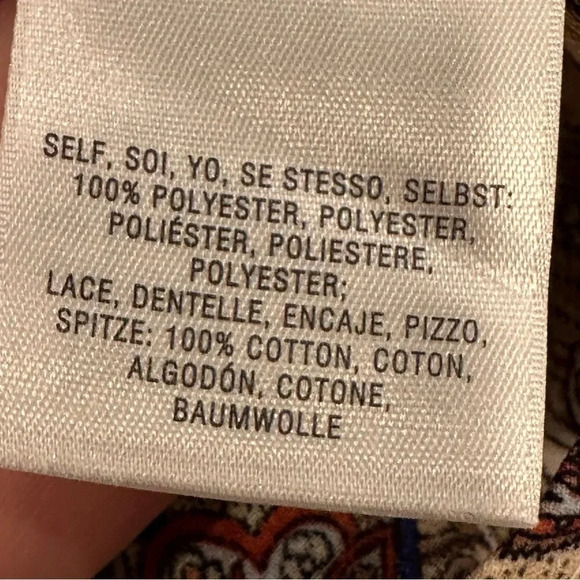 SELF, SOI, YO, SE STESSO, SELBST:
100% POLYESTER, POLYESTER,
POLIÉSTER, POLIESTERE,
POLYESTER;
LACE, DENTELLE, ENCAJE, PIZZO,
SPITZE: 100% COTTON, COTON,
ALGODÓN, COTONE,
BAUMWOLLE